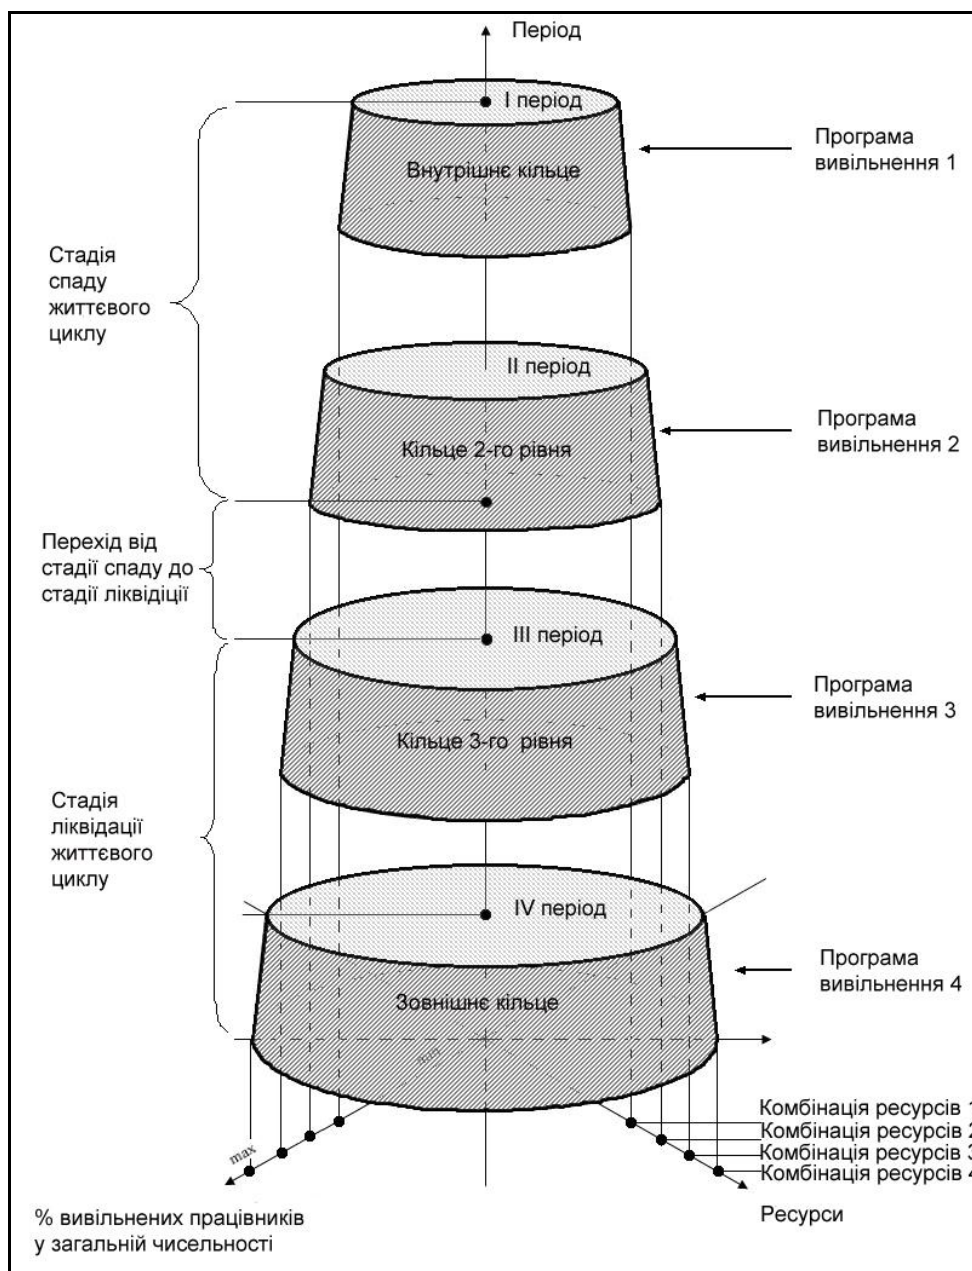 Період
І період
Програма
вивільнення 1
Внутрішнє кільце
Стадія
спаду
життєвого
циклу
ІІ період
Програма
вивільнення 2
Кільце 2-го рівня
Перехід від
стадії спаду до
стадії ліквідіції
ІІІ період
Програма
вивільнення 3
Кільце 3-го рівня
Стадія
ліквідації
життєвого
циклу
IV період
Програма
вивільнення 4
Зовнішнє кільце
min
max
Комбінація ресурсів 1
Комбінація ресурсів 2
Комбінація ресурсів 3
Комбінація ресурсів 4
% вивільнених працівників
у загальній чисельності
Ресурси